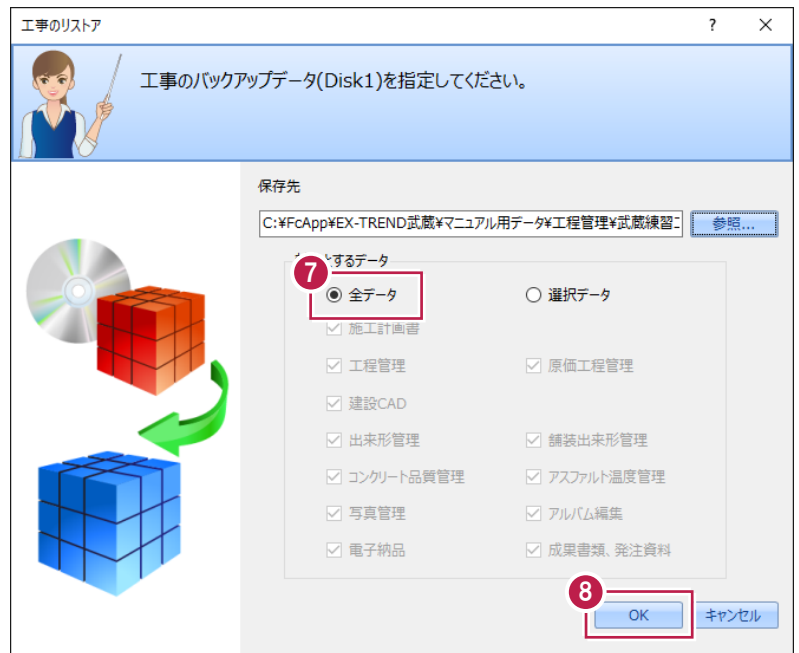 工事のリストア ? ×
工事のバックアップデータ(Disk1)を指定してください。
保存先
C:¥FcApp¥EX-TREND武蔵¥マニュアル用データ¥工程管理¥武蔵練習 参照...
とするデータ
7
全データ 選択データ
施工計画書
工程管理 原価工程管理
建設CAD
出来形管理 舗装出来形管理
コンクリート品質管理 アスファルト温度管理
写真管理 アルバム編集
電子納品 成果書類、発注資料
8
OK キャンセル